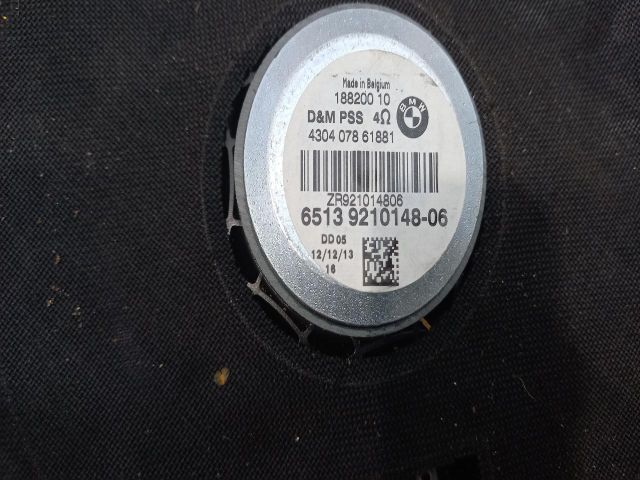 Made in Belgium
188200 10
D&M PSS 4Ω
4304 078 61881
BMW
ZR921014806
6513 9210148-06
DD 05
12/12/13
16